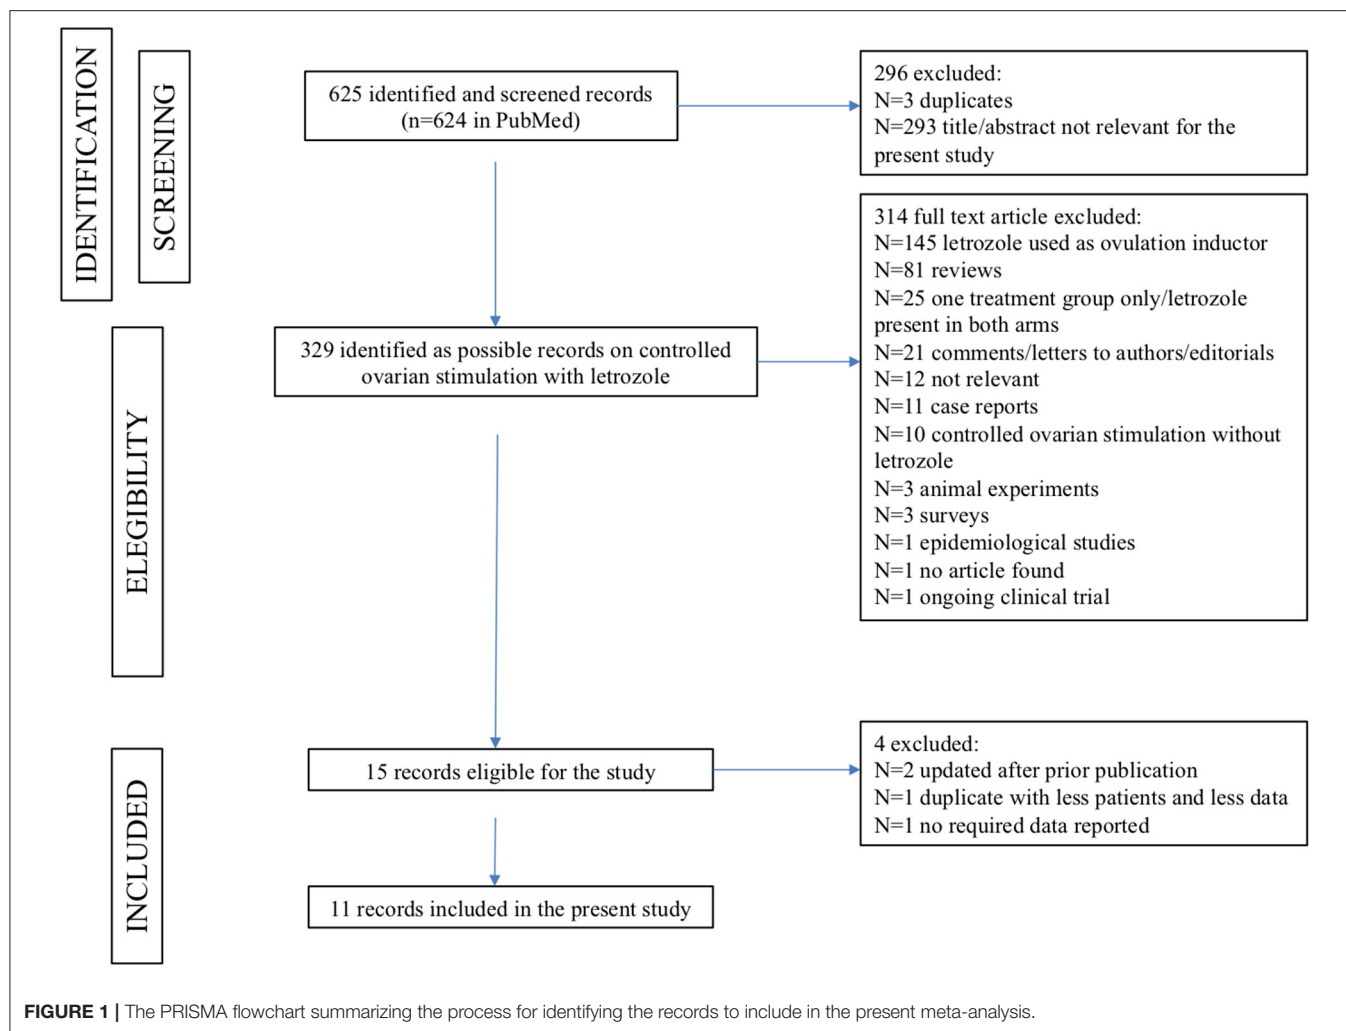 IDENTIFICATION
SCREENING
625 identified and screened records
(n=624 in PubMed)
296 excluded:
N=3 duplicates
N=293 title/abstract not relevant for the
present study
314 full text article excluded:
N=145 letrozole used as ovulation inductor
N=81 reviews
N=25 one treatment group only/letrozole
present in both arms
N=21 comments/letters to authors/editorials
N=12 not relevant
N=11 case reports
N=10 controlled ovarian stimulation without
letrozole
N=3 animal experiments
N=3 surveys
N=1 epidemiological studies
N=1 no article found
N=1 ongoing clinical trial
ELEGIBILITY
329 identified as possible records on controlled
ovarian stimulation with letrozole
INCLUDED
15 records eligible for the study
4 excluded:
N=2 updated after prior publication
N=1 duplicate with less patients and less data
N=1 no required data reported
11 records included in the present study
FIGURE 1 | The PRISMA flowchart summarizing the process for identifying the records to include in the present meta-analysis.